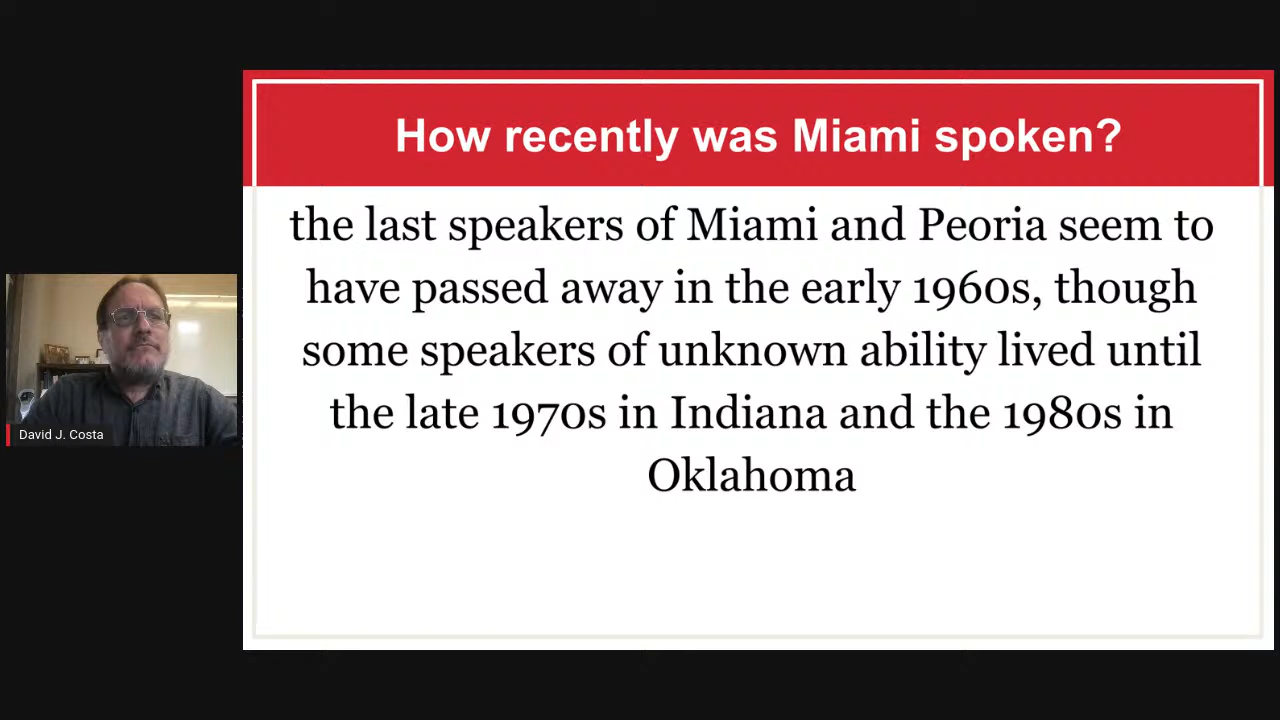 How recently was Miami spoken?
the last speakers of Miami and Peoria seem to
have passed away in the early 1960s, though
some speakers of unknown ability lived until
the late 1970s in Indiana and the 1980s in
Oklahoma
David J. Costa